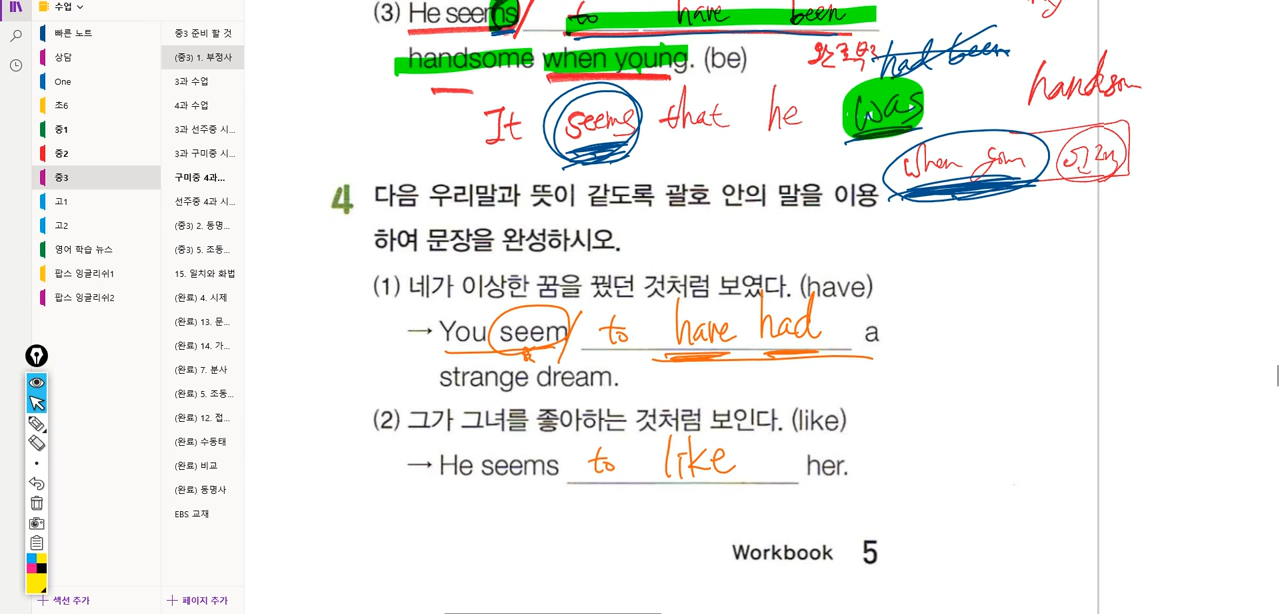 수업
빠른 노트
상담
One
초6
중1
중2
중3
고1
고2
영어 학습 뉴스
팝스 잉글리쉬1
팝스 잉글리쉬2
섹션 추가
중3 준비 할 것
(중3) 1. 부정사
3과 수업
4과 수업
3과 선주중 시...
3과 구미중 시...
구미중 4과...
선주중 4과 시...
(중3) 2. 동명...
(중3) 5. 조동...
15. 일치와 화법
(완료) 4. 시제
(완료) 13. 문...
(완료) 14. 가...
(완료) 7. 분사
(완료) 5. 조동...
(완료) 12. 접...
(완료) 수동태
(완료) 비교
(완료) 동명사
EBS 교재
페이지 추가
(3) He seems to have been
handsome when young. (be)
had been
It seems that he was
handsom
when
4 다음 우리말과 뜻이 같도록 괄호 안의 말을 이용
하여 문장을 완성하시오.
(1) 네가 이상한 꿈을 꿨던 것처럼 보였다. (have)
→ You seem to have had a
strange dream.
(2) 그가 그녀를 좋아하는 것처럼 보인다. (like)
→ He seems to like her.
Workbook 5